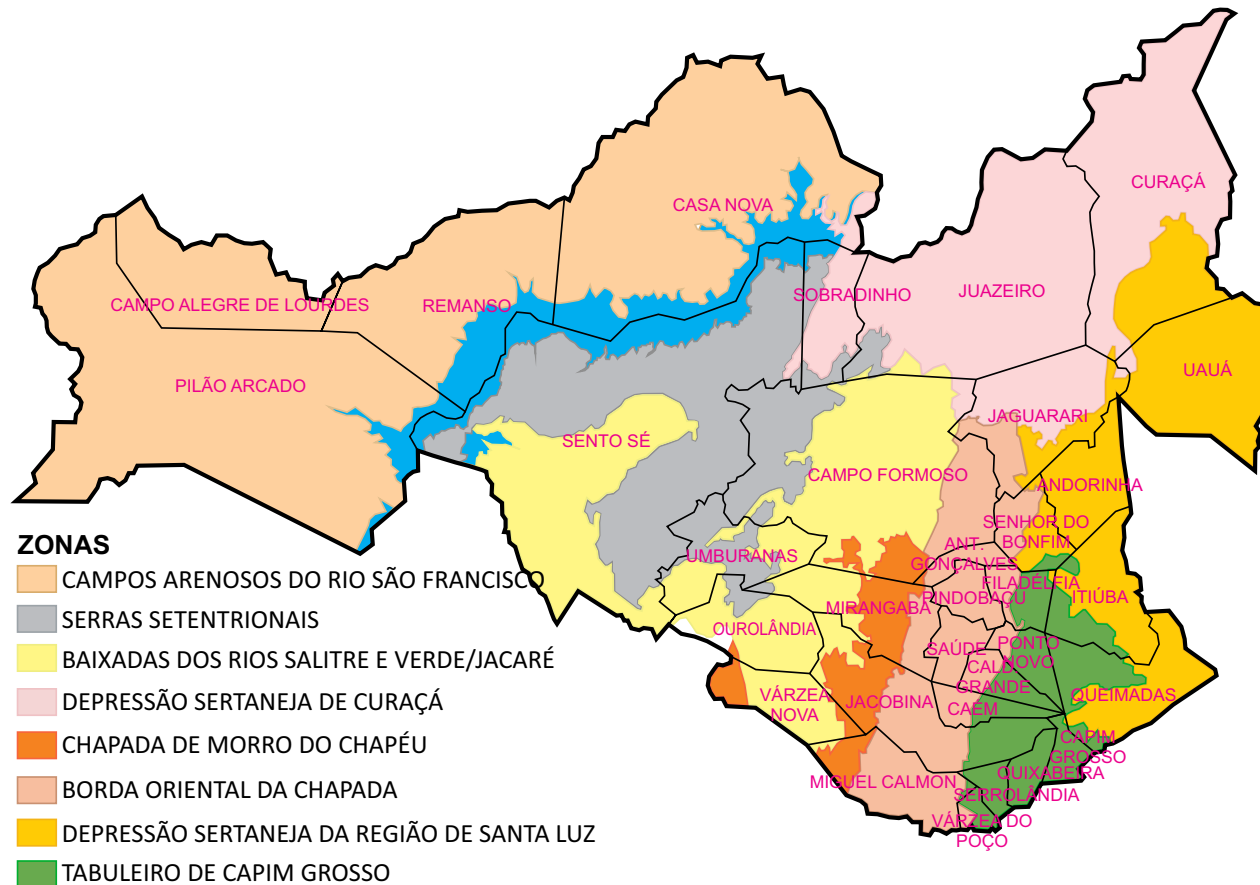 CURAÇÁ
CASA NOVA
SOBRADINHO
JUAZEIRO
CAMPO ALEGRE DE LOURDES
REMANSO
UAUÁ
PILÃO ARCADO
JAGUARARI
SENTO SÉ
CAMPO FORMOSO
ANDORINHA
SENHOR DO
BONFIM
ANT.
GONÇALVES
UMBURANAS
FILADÉLFIA
PINDOBAÇU
ITIÚBA
MIRANGABA
OUROLÂNDIA
SAÚDE
PONTO
NOVO
CALD
GRANDE
VÁRZEA
NOVA
JACOBINA
CAÉM
QUEIMADAS
CAPIM
GROSSO
MIGUEL CALMON
QUIXABEIRA
SERROLÂNDIA
VÁRZEA DO
POÇO
ZONAS
CAMPOS ARENOSOS DO RIO SÃO FRANCISCO
SERRAS SETENTRIONAIS
BAIXADAS DOS RIOS SALITRE E VERDE/JACARÉ
DEPRESSÃO SERTANEJA DE CURAÇÁ
CHAPADA DE MORRO DO CHAPÉU
BORDA ORIENTAL DA CHAPADA
DEPRESSÃO SERTANEJA DA REGIÃO DE SANTA LUZ
TABULEIRO DE CAPIM GROSSO